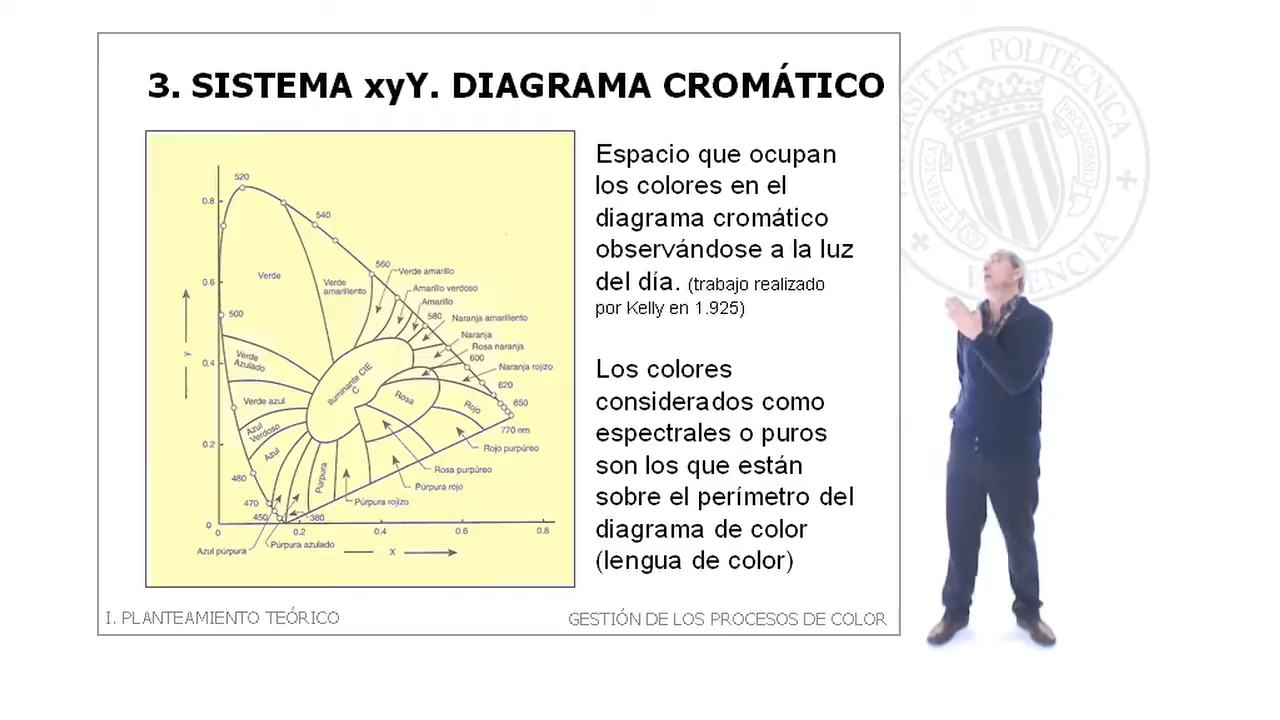 3. SISTEMA xyY. DIAGRAMA CROMÁTICO
Espacio que ocupan
los colores en el
diagrama cromático
observándose a la luz
del día. (trabajo realizado
por Kelly en 1.925)
Los colores
considerados como
espectrales o puros
son los que están
sobre el perímetro del
diagrama de color
(lengua de color)
520
0.8
540
560
Verde amarillo
Verde
Verde
amarillento
0.6
Amarillo verdoso
Amarillo
500
580
Naranja amarillento
Naranja
Rosa naranja
600
Naranja rojizo
y
0.4
Verde
Azulado
Iluminante CIE
C
620
Verde azul
Rosa
Rojo
650
770 nm
Azul
Verdoso
0.2
Azul
Rojo purpúreo
480
Púrpura
Rosa purpúreo
Púrpura rojo
470
Púrpura rojizo
450
380
0
0
0.2
0.4
0.6
0.8
Azul púrpura
Púrpura azulado
x
I. PLANTEAMIENTO TEÓRICO
GESTIÓN DE LOS PROCESOS DE COLOR
POLITÈCNICA